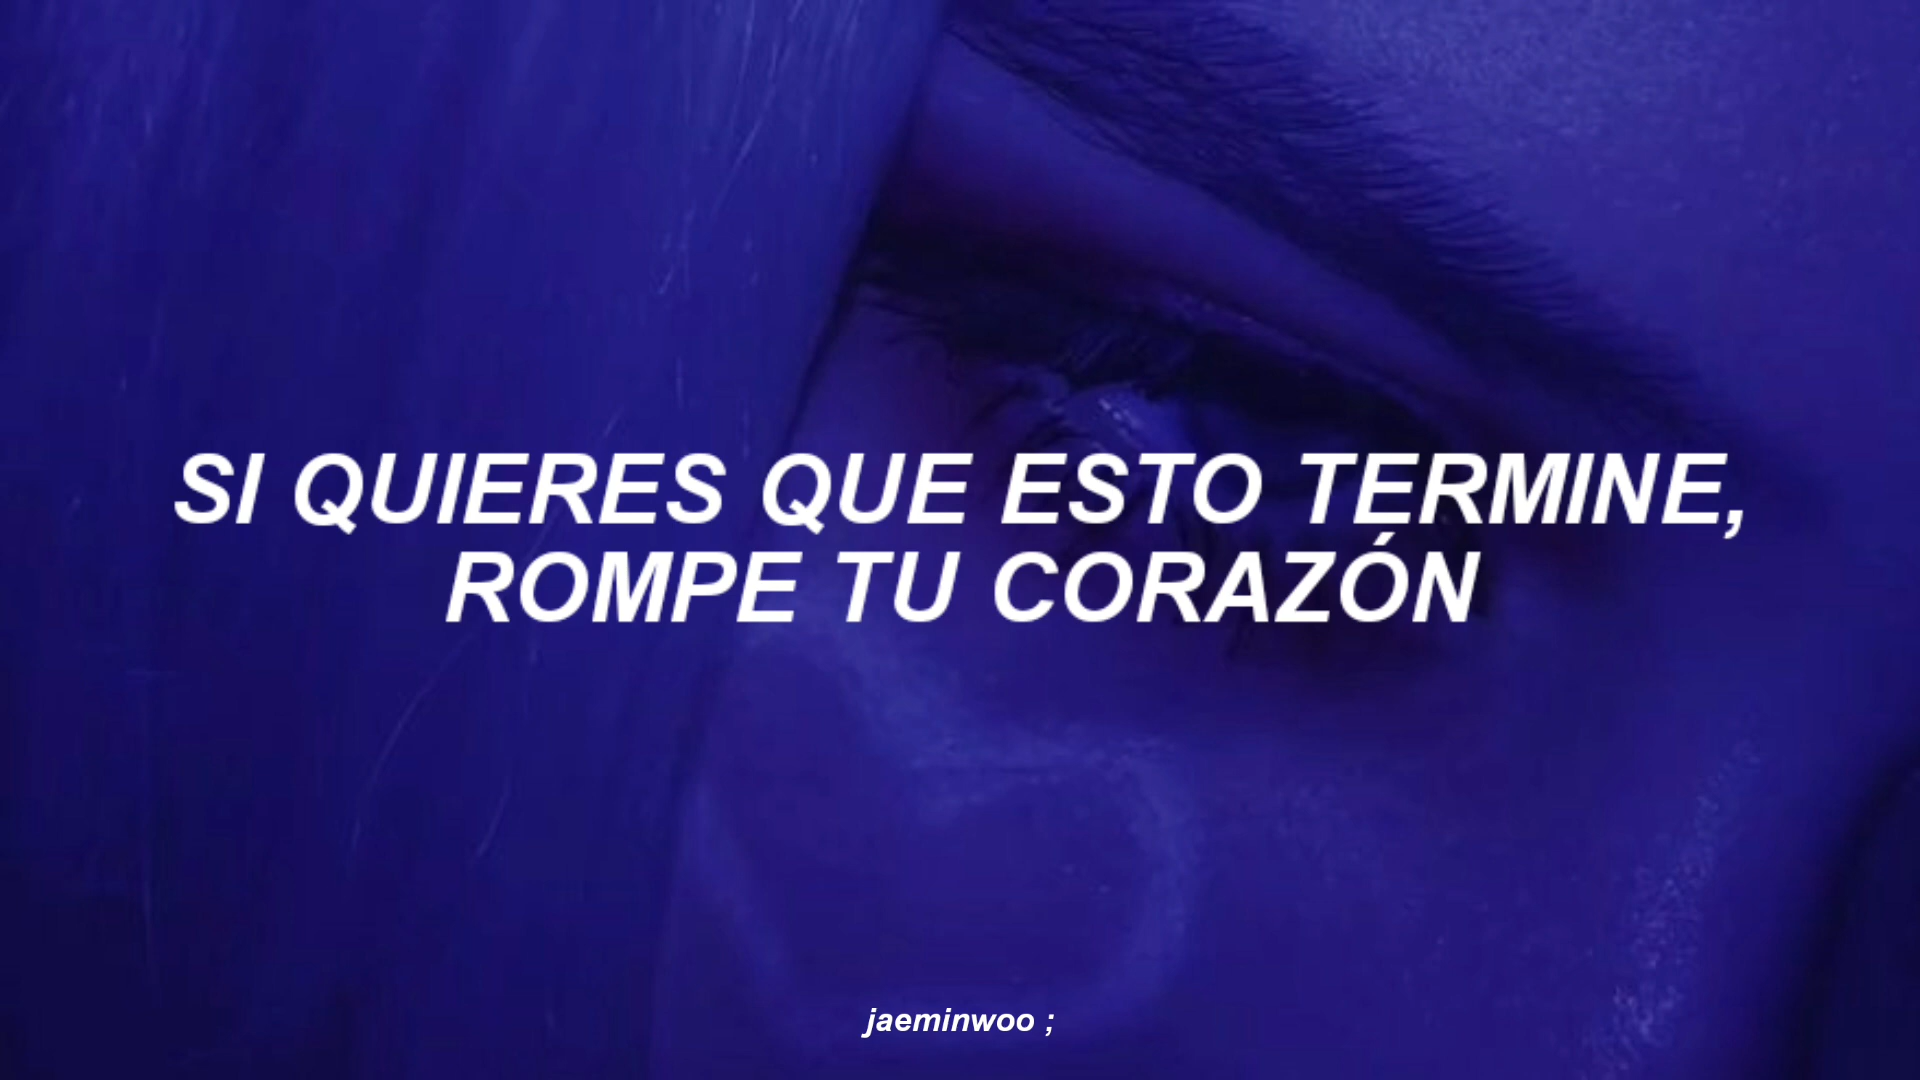 SI QUIERES QUE ESTO TERMINE,
ROMPE TU CORAZÓN
jaeminwoo ;